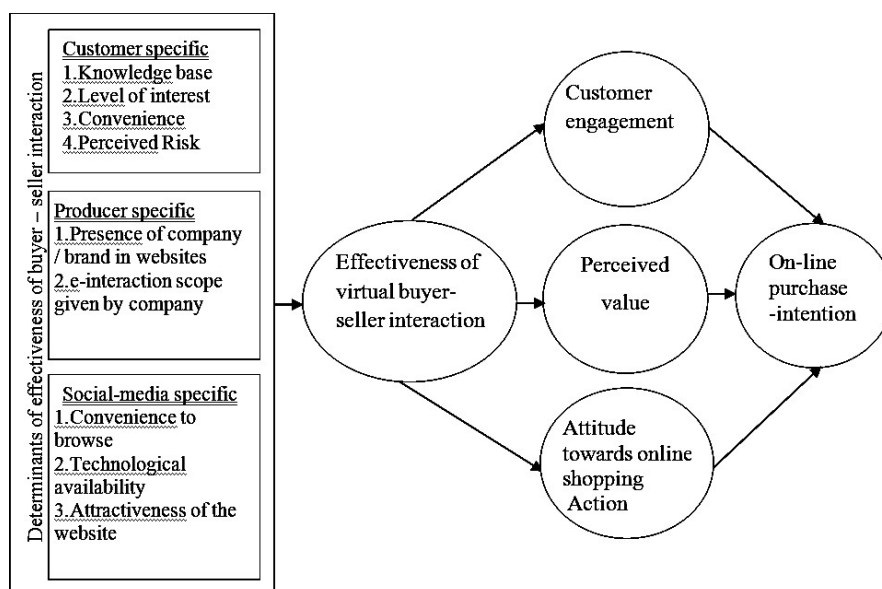 Determinants of effectiveness of buyer – seller interaction
Customer specific
1.Knowledge base
2.Level of interest
3.Convenience
4.Perceived Risk
Producer specific
1.Presence of company
/ brand in websites
2.e-interaction scope
given by company
Social-media specific
1.Convenience to
browse
2.Technological
availability
3.Attractiveness of the
website
Effectiveness of
virtual buyer-
seller interaction
Customer
engagement
Perceived
value
Attitude
towards online
shopping
Action
On-line
purchase
-intention